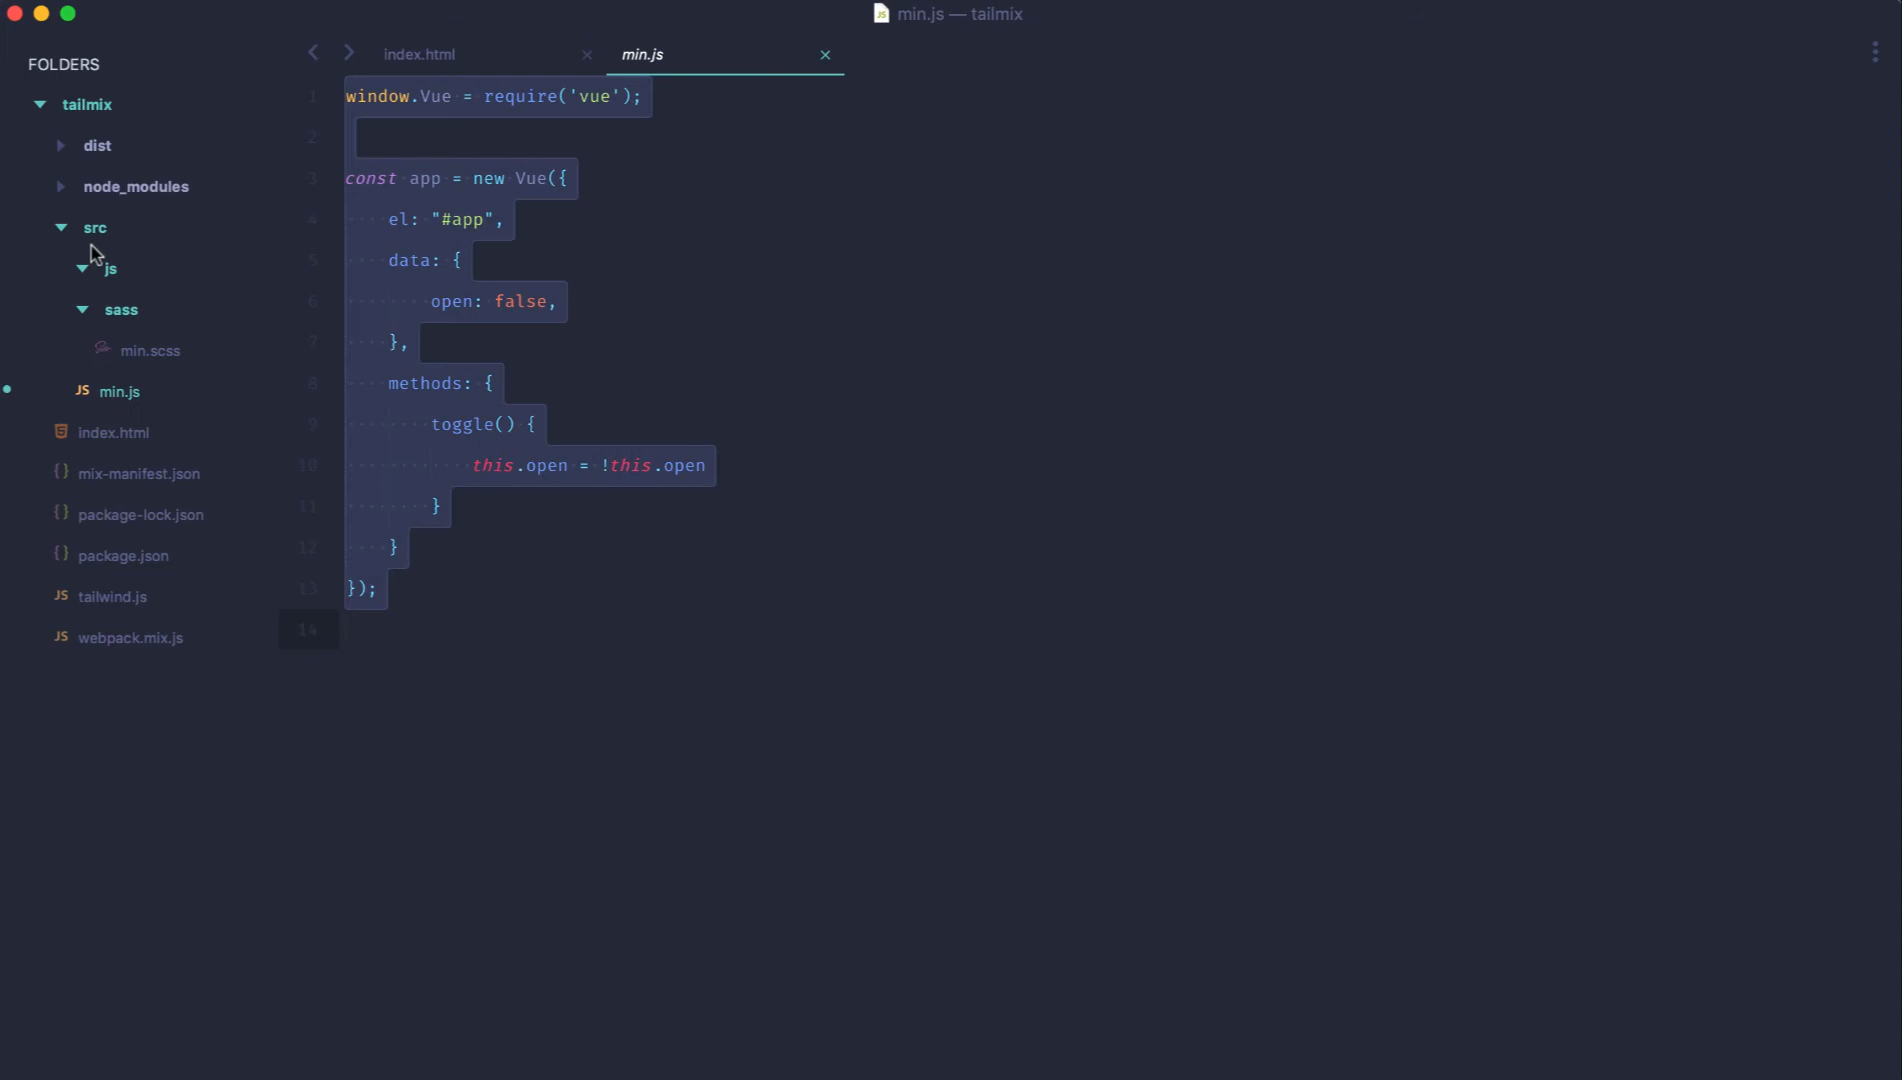 min.js — tailmix
FOLDERS
tailmix
dist
node_modules
src
js
sass
min.scss
JS min.js
index.html
{} mix-manifest.json
{} package-lock.json
{} package.json
JS tailwind.js
JS webpack.mix.js
index.html
min.js
1 window.Vue = require('vue');
2
3 const app = new Vue({
4 el: "#app",
5 data: {
6 open: false,
7 },
8 methods: {
9 toggle() {
10 this.open = !this.open
11 }
12 }
13 });
14